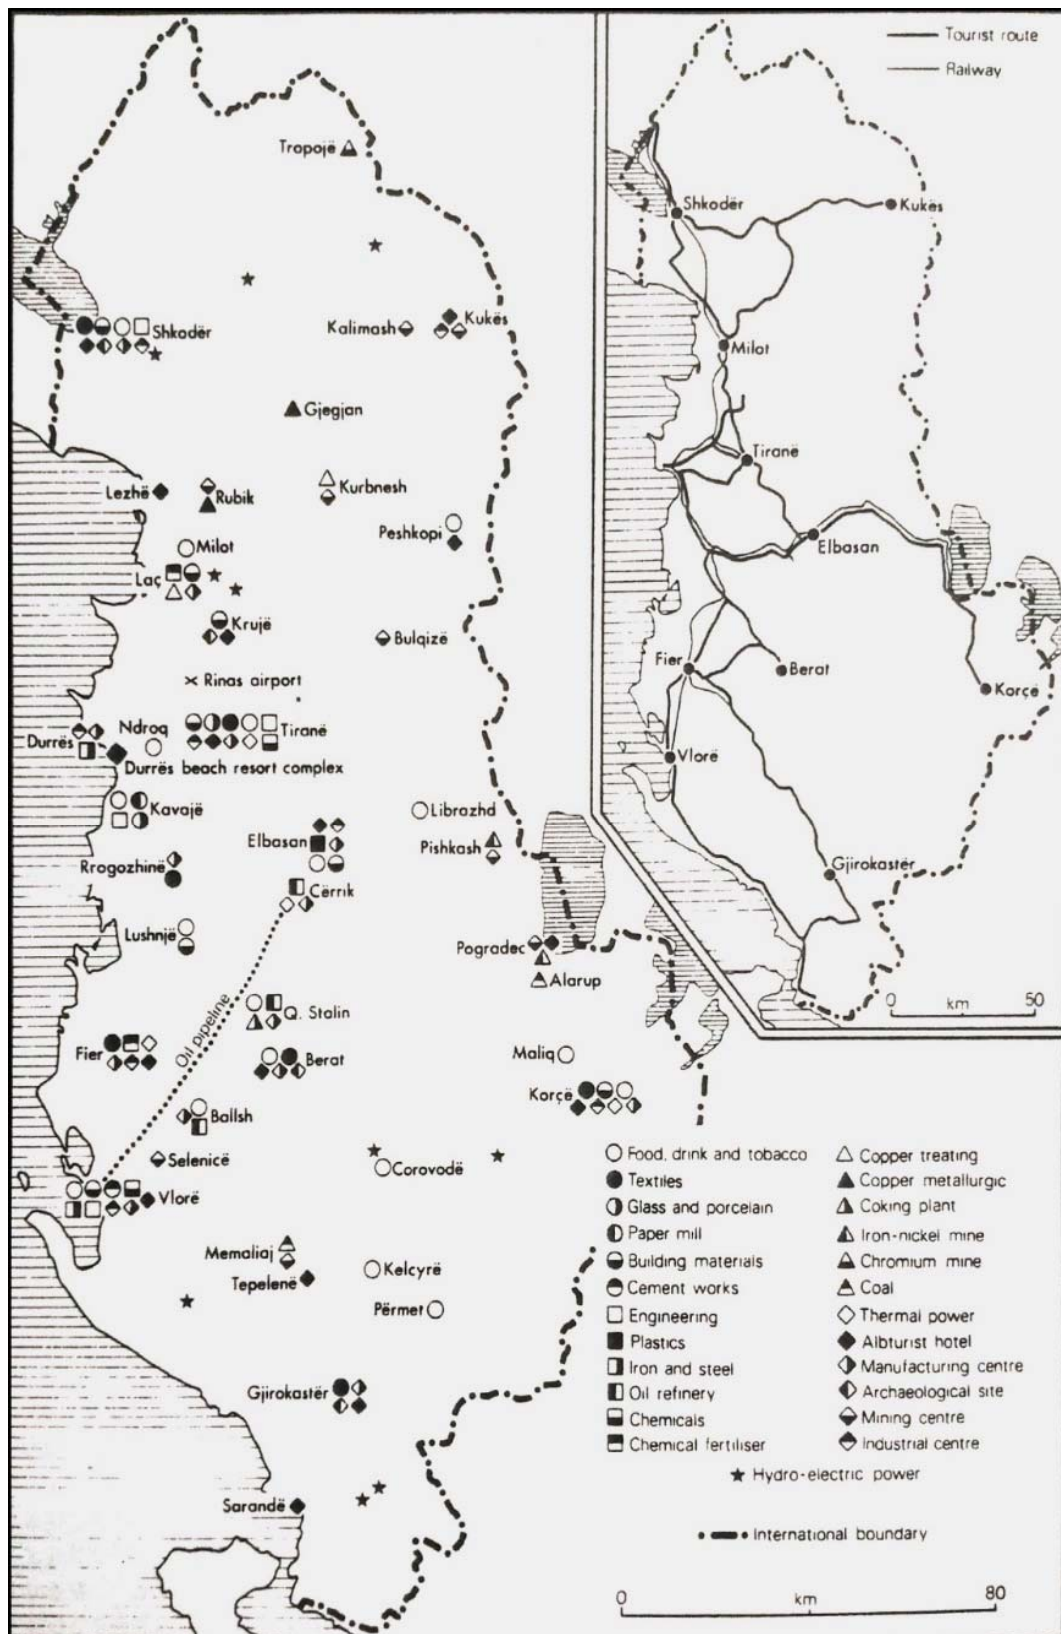 Tropojë
Shkodër
Kalimash
Kukës
Gjegjan
Lezhë
Rubik
Kurbnesh
Peshkopi
Milot
Laç
Krujë
Bulqizë
Rinas airport
Ndroq
Tiranë
Durrës
Durrës beach resort complex
Kavajë
Librazhd
Elbasan
Pishkash
Rrogozhinë
Cërrik
Lushnjë
Pogradec
Alarup
Oil pipeline
Q. Stalin
Fier
Berat
Maliq
Korçë
Ballsh
Selenicë
Corovodë
Vlorë
Memaliaj
Kelcyrë
Tepelenë
Përmet
Gjirokastër
Sarandë
Tourist route
Railway
Shkodër
Kukës
Milot
Tiranë
Elbasan
Fier
Berat
Korçë
Vlorë
Gjirokastër
0 km 50
Food, drink and tobacco
Textiles
Glass and porcelain
Paper mill
Building materials
Cement works
Engineering
Plastics
Iron and steel
Oil refinery
Chemicals
Chemical fertiliser
Copper treating
Copper metallurgic
Coking plant
Iron-nickel mine
Chromium mine
Coal
Thermal power
Albturist hotel
Manufacturing centre
Archaeological site
Mining centre
Industrial centre
Hydro-electric power
International boundary
0 km 80